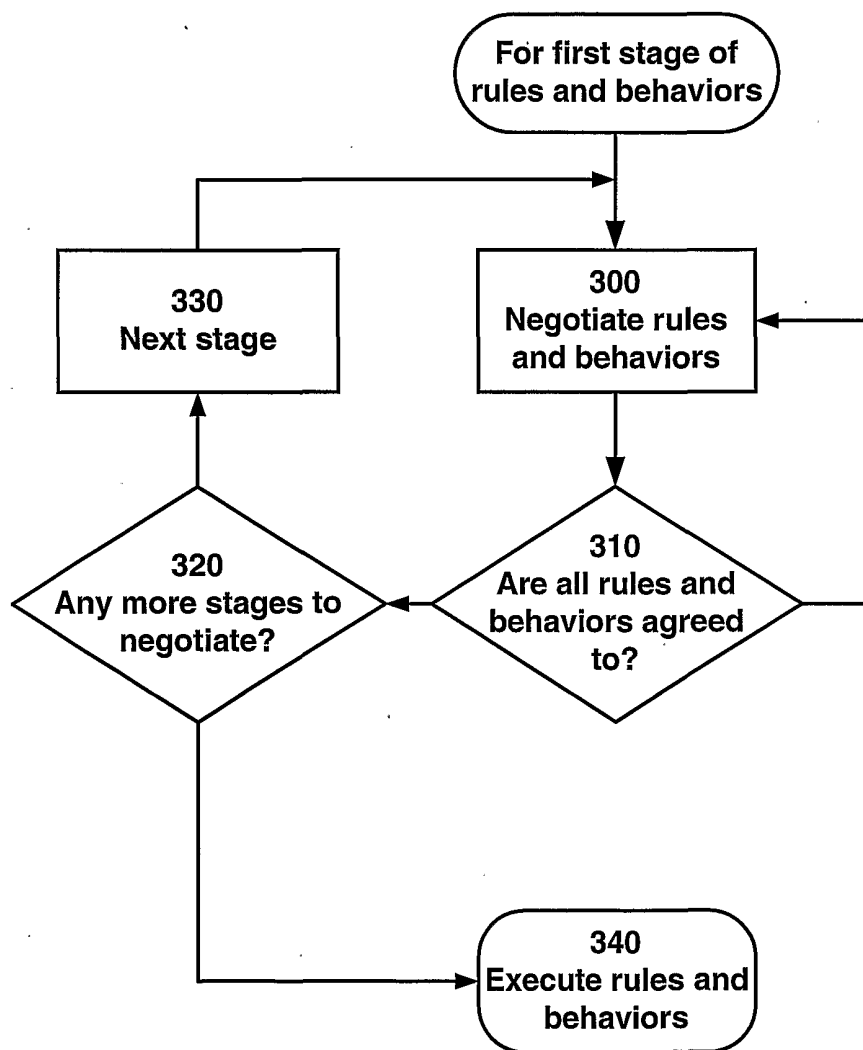 For first stage of
rules and behaviors
330
Next stage
300
Negotiate rules
and behaviors
320
Any more stages to
negotiate?
310
Are all rules and
behaviors agreed
to?
340
Execute rules and
behaviors